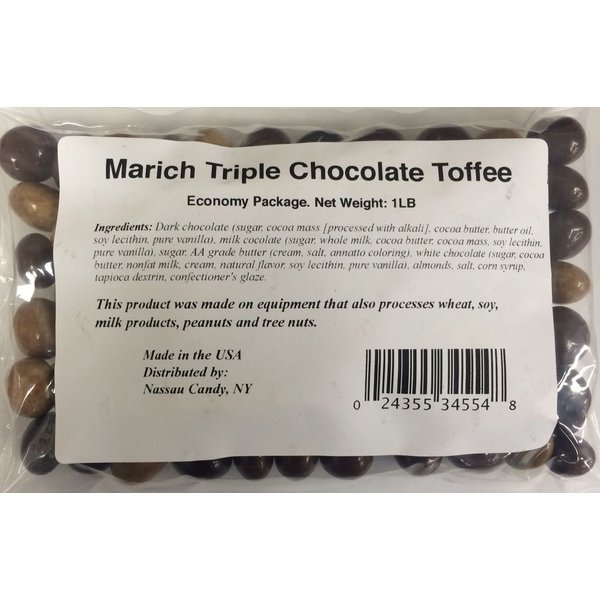 Marich Triple Chocolate Toffee
Economy Package. Net Weight: 1LB
Ingredients: Dark chocolate (sugar, cocoa mass [processed with alkali], cocoa butter, butter oil,
soy lecithin, pure vanilla), milk cocolate (sugar, whole milk, cocoa butter, cocoa mass, soy lecithin,
pure vanilla), sugar, AA grade butter (cream, salt, annatto coloring), white chocolate (sugar, cocoa
butter, nonfat milk, cream, natural flavor, soy lecithin, pure vanilla), almonds, salt, corn syrup,
tapioca dextrin, confectioner's glaze.
This product was made on equipment that also processes wheat, soy,
milk products, peanuts and tree nuts.
Made in the USA
Distributed by:
Nassau Candy, NY
0 24355 34554 8